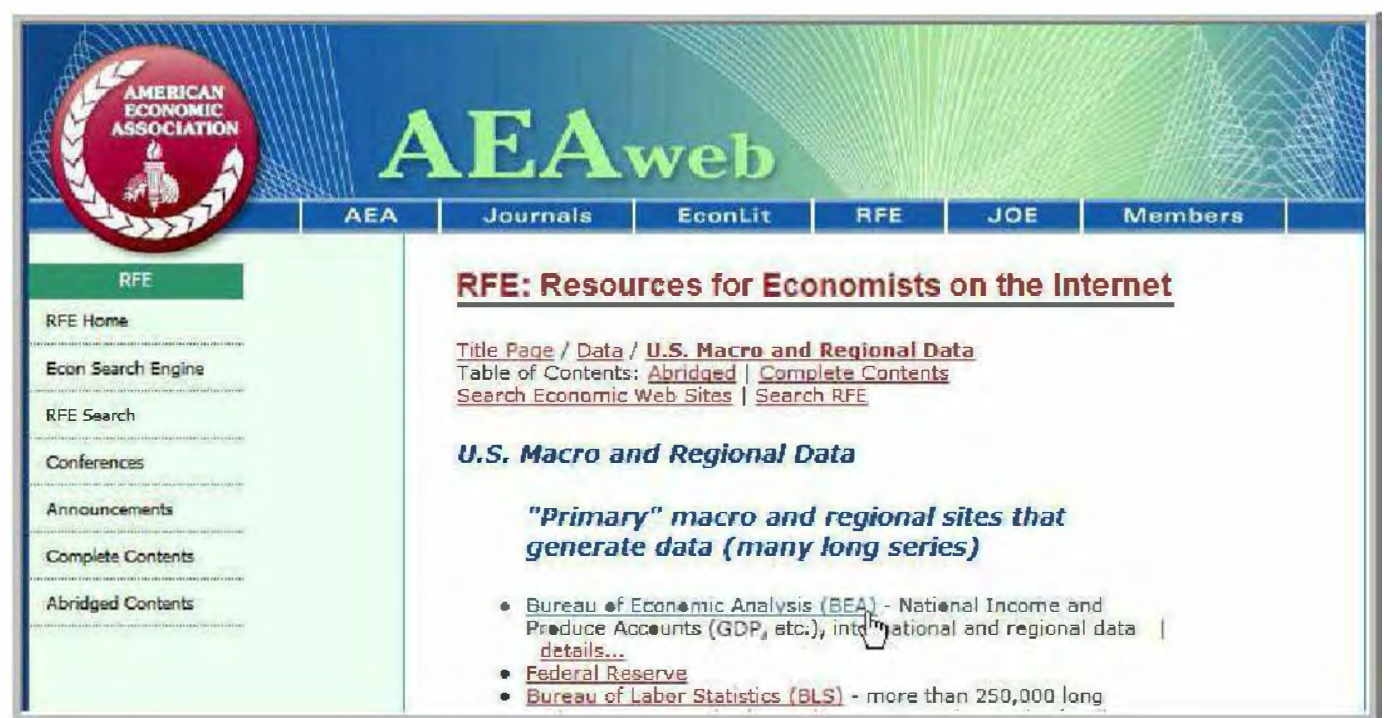 AMERICAN
ECONOMIC
ASSOCIATION
AEAweb
AEA Journals EconLit RFE JOE Members
RFE
RFE Home
Econ Search Engine
RFE Search
Conferences
Announcements
Complete Contents
Abridged Contents
RFE: Resources for Economists on the Internet
Title Page / Data / U.S. Macro and Regional Data
Table of Contents: Abridged | Complete Contents
Search Economic Web Sites | Search RFE
U.S. Macro and Regional Data
"Primary" macro and regional sites that
generate data (many long series)
• Bureau of Economic Analysis (BEA) - National Income and
Produce Accounts (GDP, etc.), international and regional data |
details...
• Federal Reserve
• Bureau of Labor Statistics (BLS) - more than 250,000 long